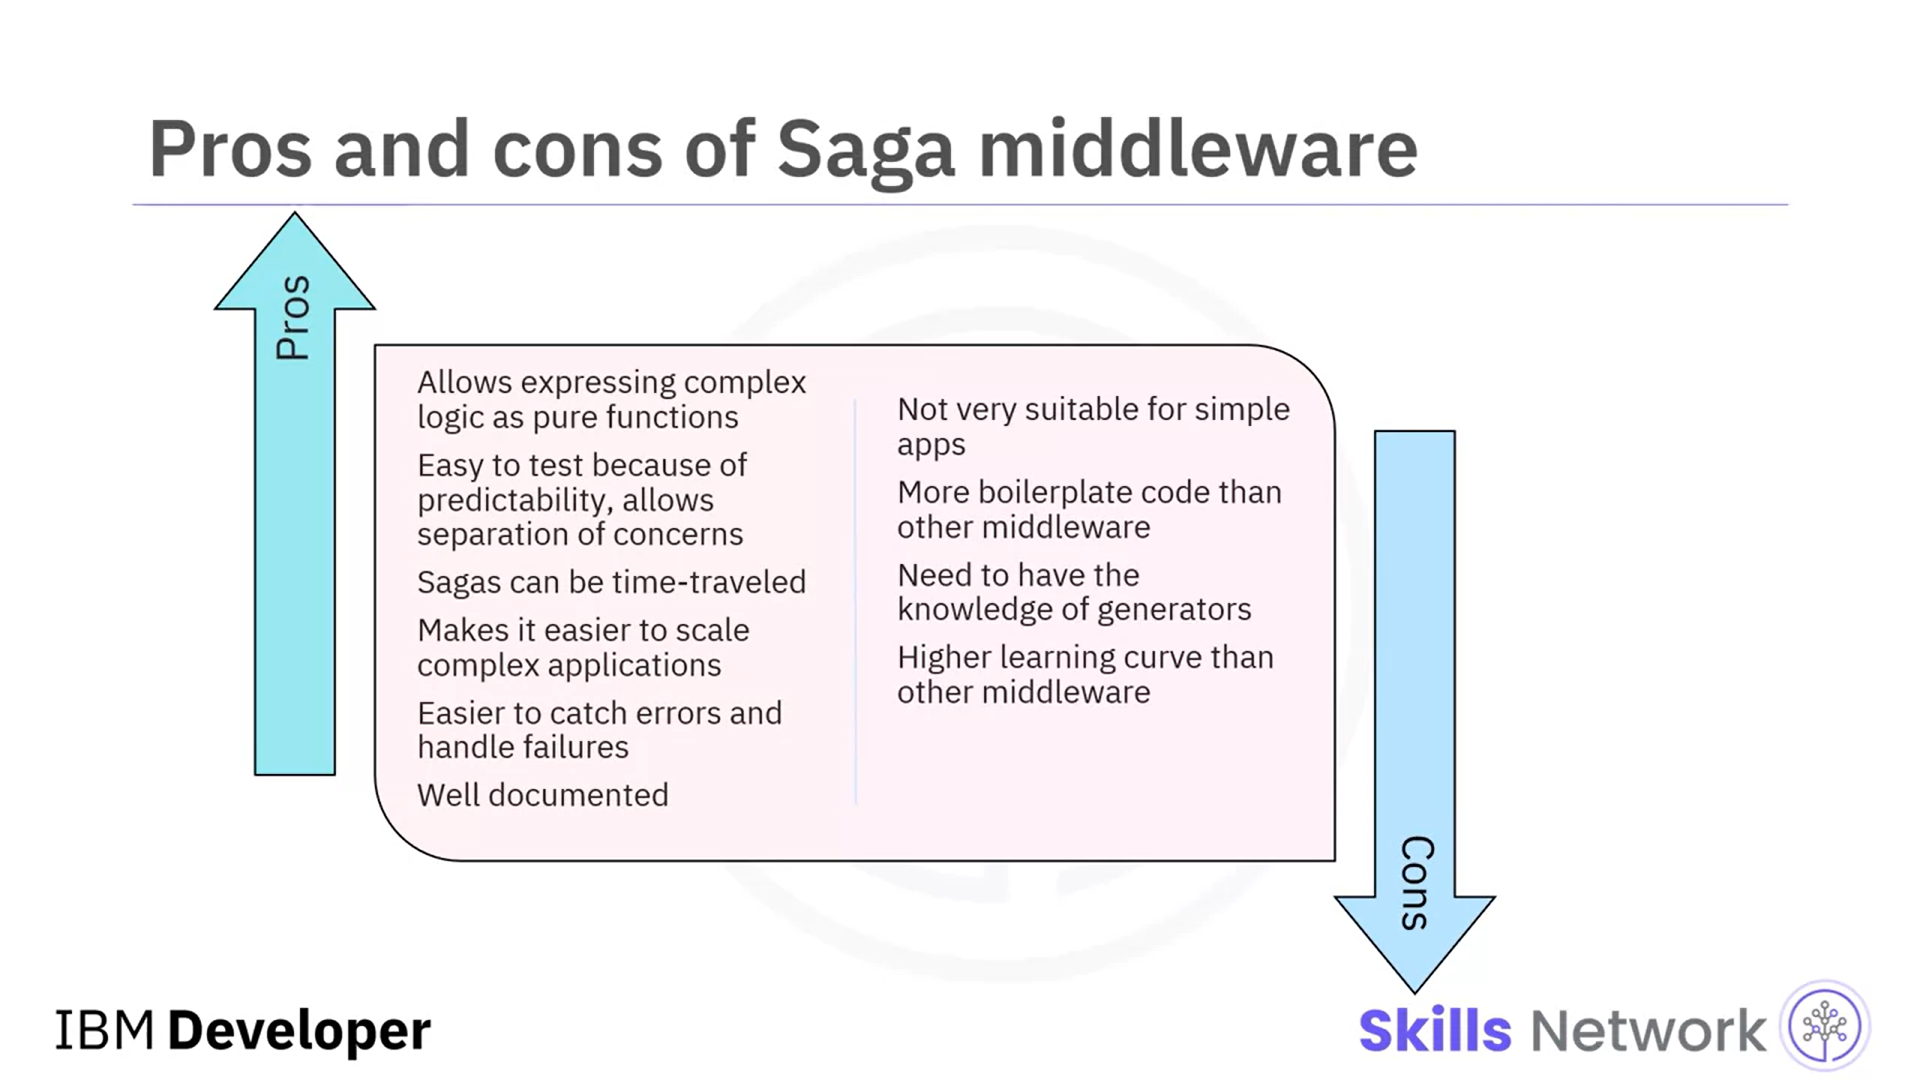 Pros and cons of Saga middleware
Pros
Allows expressing complex
logic as pure functions
Easy to test because of
predictability, allows
separation of concerns
Sagas can be time-traveled
Makes it easier to scale
complex applications
Easier to catch errors and
handle failures
Well documented
Not very suitable for simple
apps
More boilerplate code than
other middleware
Need to have the
knowledge of generators
Higher learning curve than
other middleware
Cons
IBM Developer
Skills Network